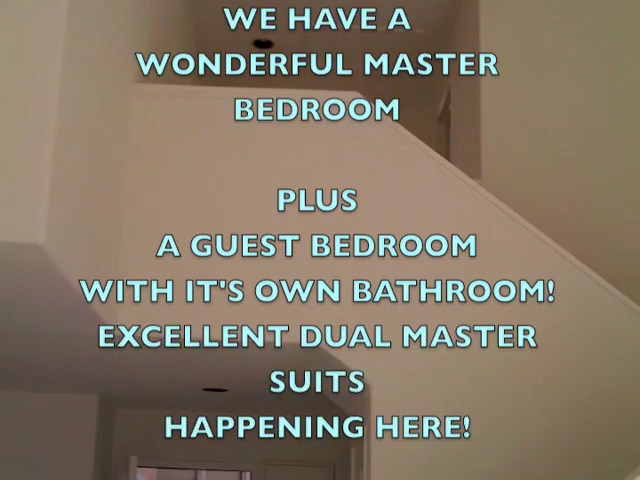 WE HAVE A
WONDERFUL MASTER
BEDROOM
PLUS
A GUEST BEDROOM
WITH IT'S OWN BATHROOM!
EXCELLENT DUAL MASTER
SUITS
HAPPENING HERE!